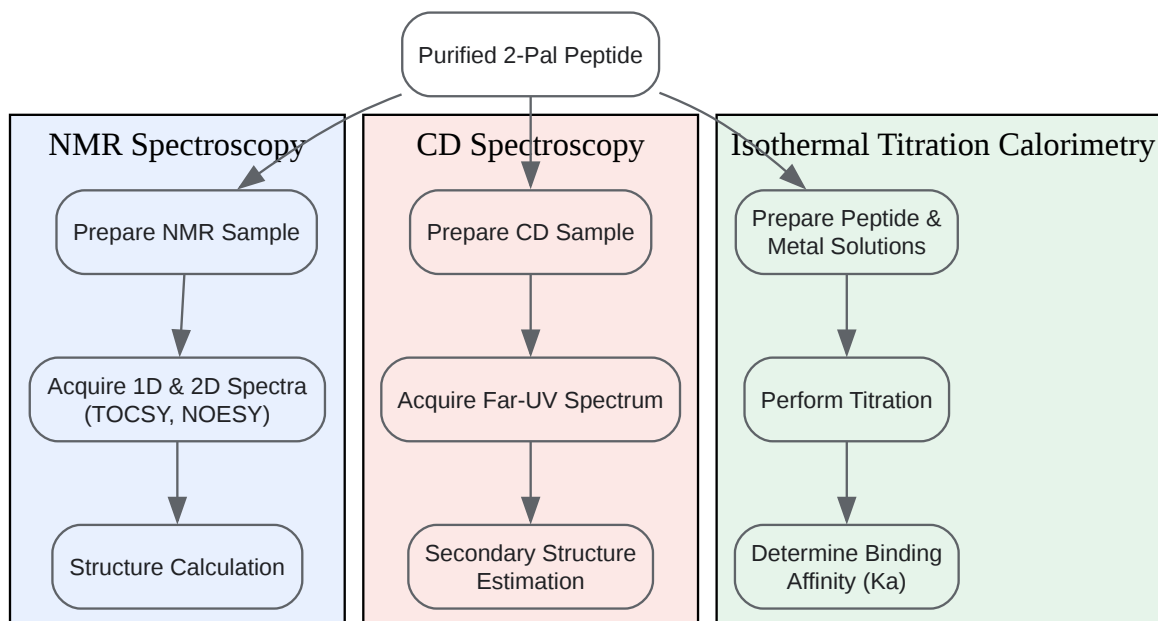 Purified 2-Pal Peptide
NMR Spectroscopy
Prepare NMR Sample
Acquire 1D & 2D Spectra
(TOCSY, NOESY)
Structure Calculation
CD Spectroscopy
Prepare CD Sample
Acquire Far-UV Spectrum
Secondary Structure
Estimation
Isothermal Titration Calorimetry
Prepare Peptide &
Metal Solutions
Perform Titration
Determine Binding
Affinity (Ka)